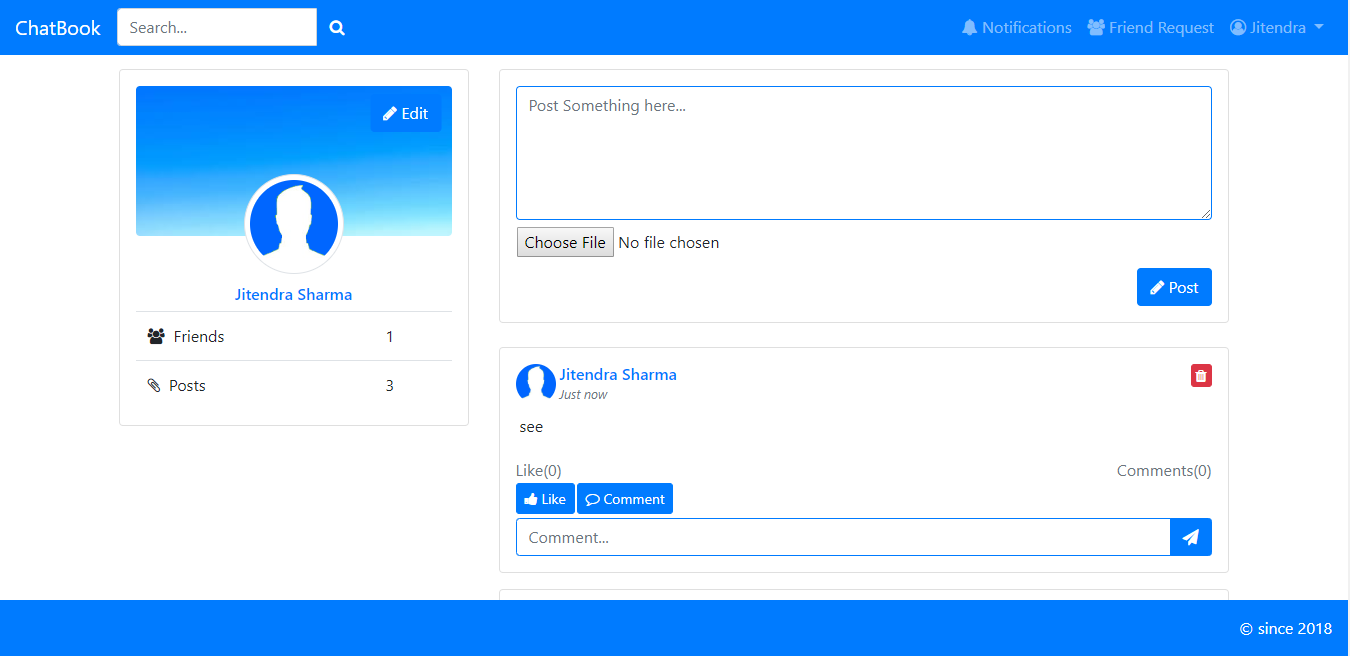 ChatBook Search... Notifications Friend Request Jitendra
Edit
Jitendra Sharma
Friends 1
Posts 3
Post Something here...
Choose File No file chosen
Post
Jitendra Sharma
Just now
see
Like(0) Comments(0)
Like Comment
Comment...
© since 2018